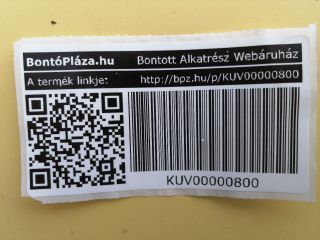 BontóPláza.hu Bontott Alkatrész Webáruház
A termék linkje: http://bpz.hu/p/KUV00000800
KUV00000800